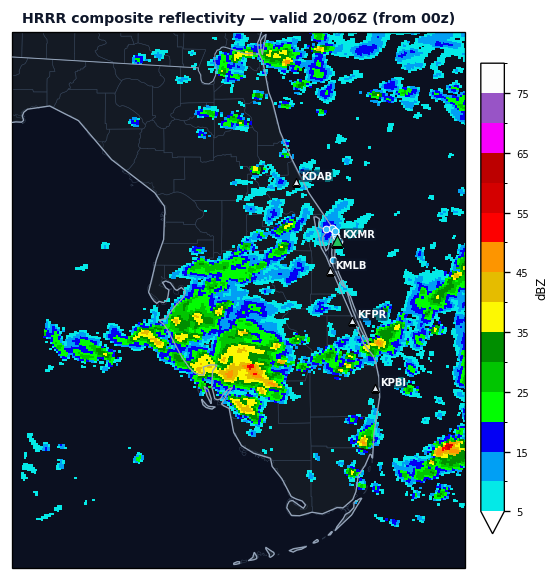 HRRR composite reflectivity — valid 20/06Z (from 00z)
KDAB
KXMR
KMLB
KFPR
KPBI
75
65
55
45
35
25
15
5
dBZ